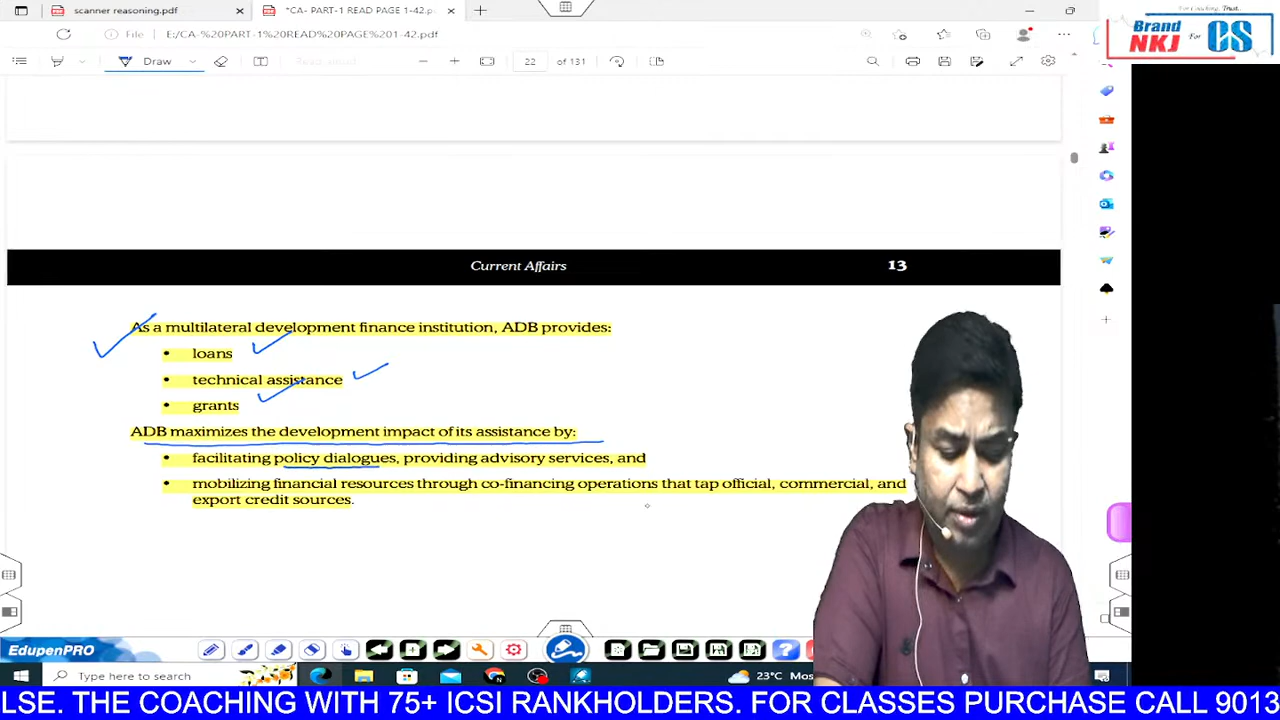 scanner reasoning.pdf
*CA- PART-1 READ PAGE 1-42.p
File
E:/CA-%20PART-1%20READ%20PAGE%201-42.pdf
Draw
Read aloud
22
of 131
Brand
NKJ
For
CS
Current Affairs
13
As a multilateral development finance institution, ADB provides:
• loans
• technical assistance
• grants
ADB maximizes the development impact of its assistance by:
• facilitating policy dialogues, providing advisory services, and
• mobilizing financial resources through co-financing operations that tap official, commercial, and
export credit sources.
EdupenPRO
Type here to search
23°C
LSE. THE COACHING WITH 75+ ICSI RANKHOLDERS. FOR CLASSES PURCHASE CALL 9013